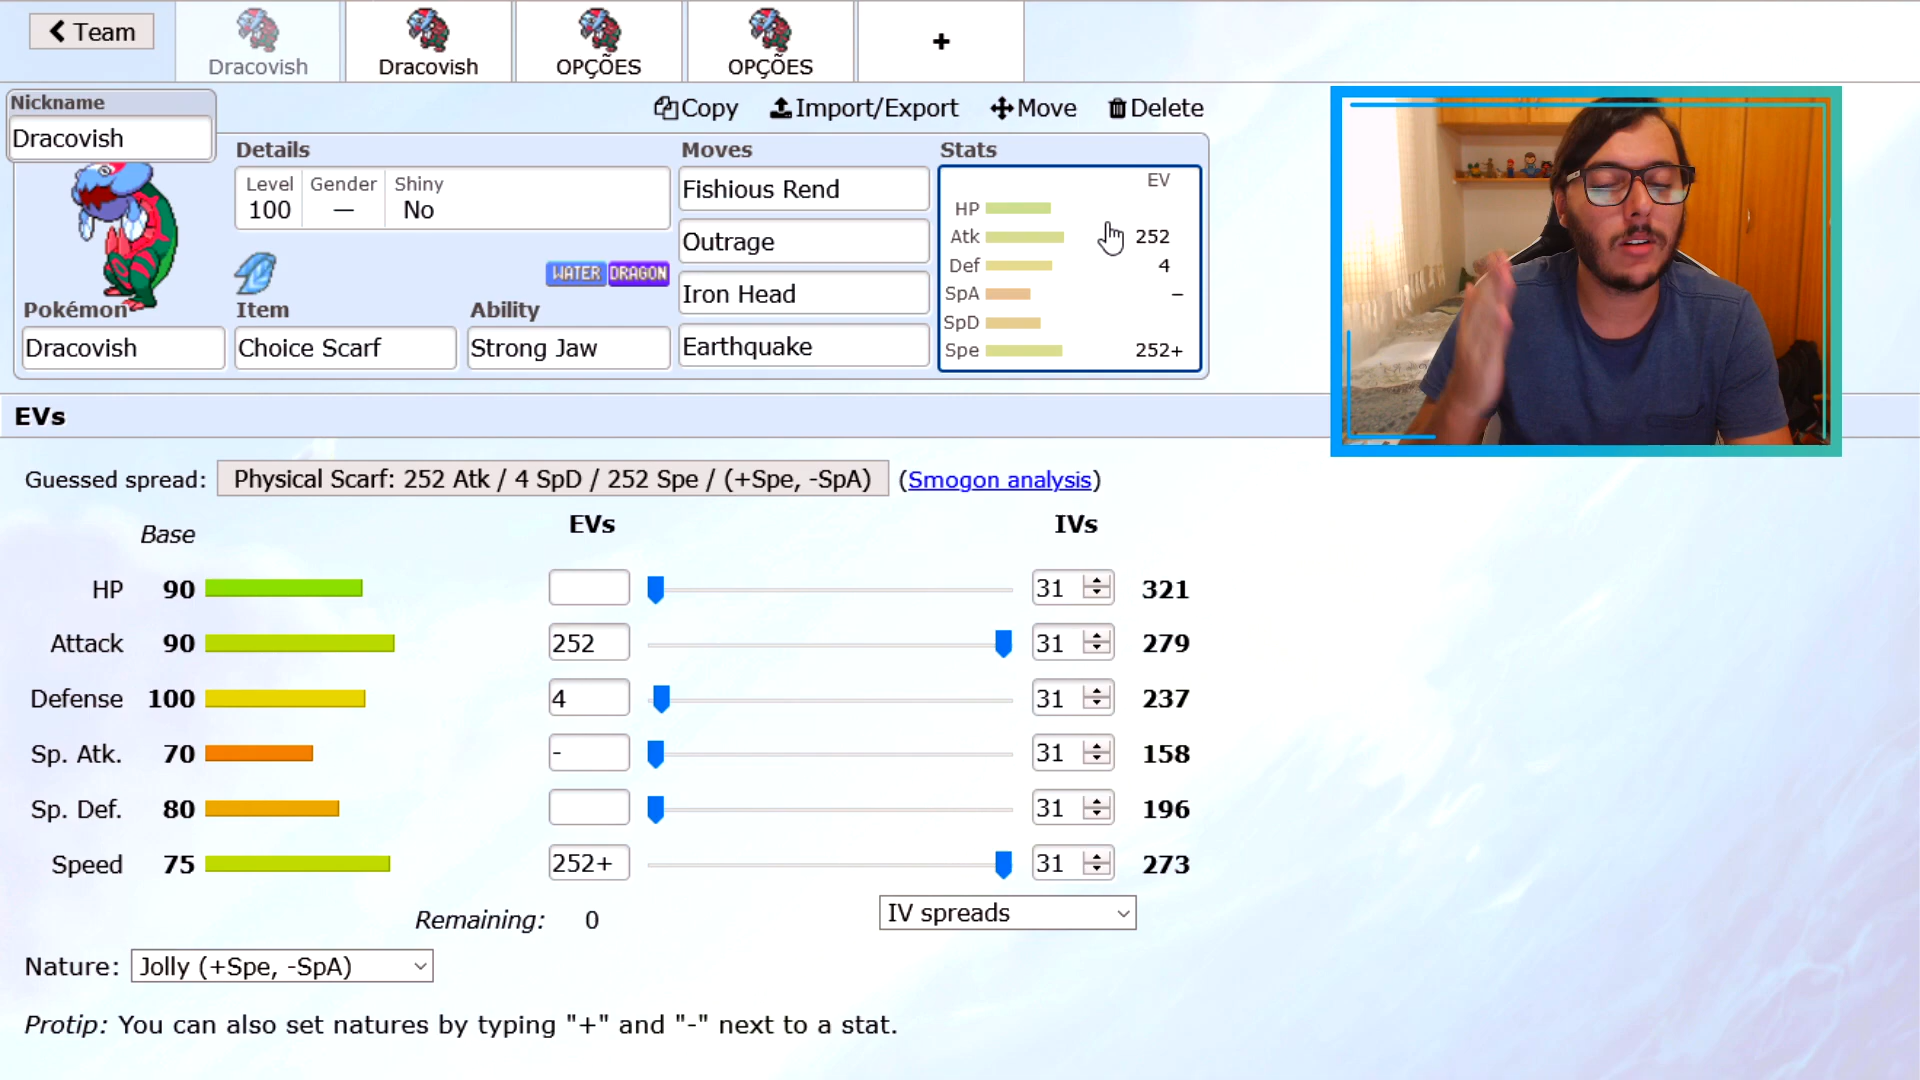 Team
Dracovish
Dracovish
OPÇÕES
OPÇÕES
+
Nickname
Dracovish
Copy
Import/Export
Move
Delete
Details
Level
100
Gender
—
Shiny
No
WATER
DRAGON
Pokémon
Dracovish
Item
Choice Scarf
Ability
Strong Jaw
Moves
Fishious Rend
Outrage
Iron Head
Earthquake
Stats
EV
HP
Atk 252
Def 4
SpA –
SpD
Spe 252+
EVs
Guessed spread: Physical Scarf: 252 Atk / 4 SpD / 252 Spe / (+Spe, -SpA) (Smogon analysis)
Base EVs IVs
HP 90 31 321
Attack 90 252 31 279
Defense 100 4 31 237
Sp. Atk. 70 - 31 158
Sp. Def. 80 31 196
Speed 75 252+ 31 273
Remaining: 0
IV spreads
Nature: Jolly (+Spe, -SpA)
Protip: You can also set natures by typing "+" and "-" next to a stat.